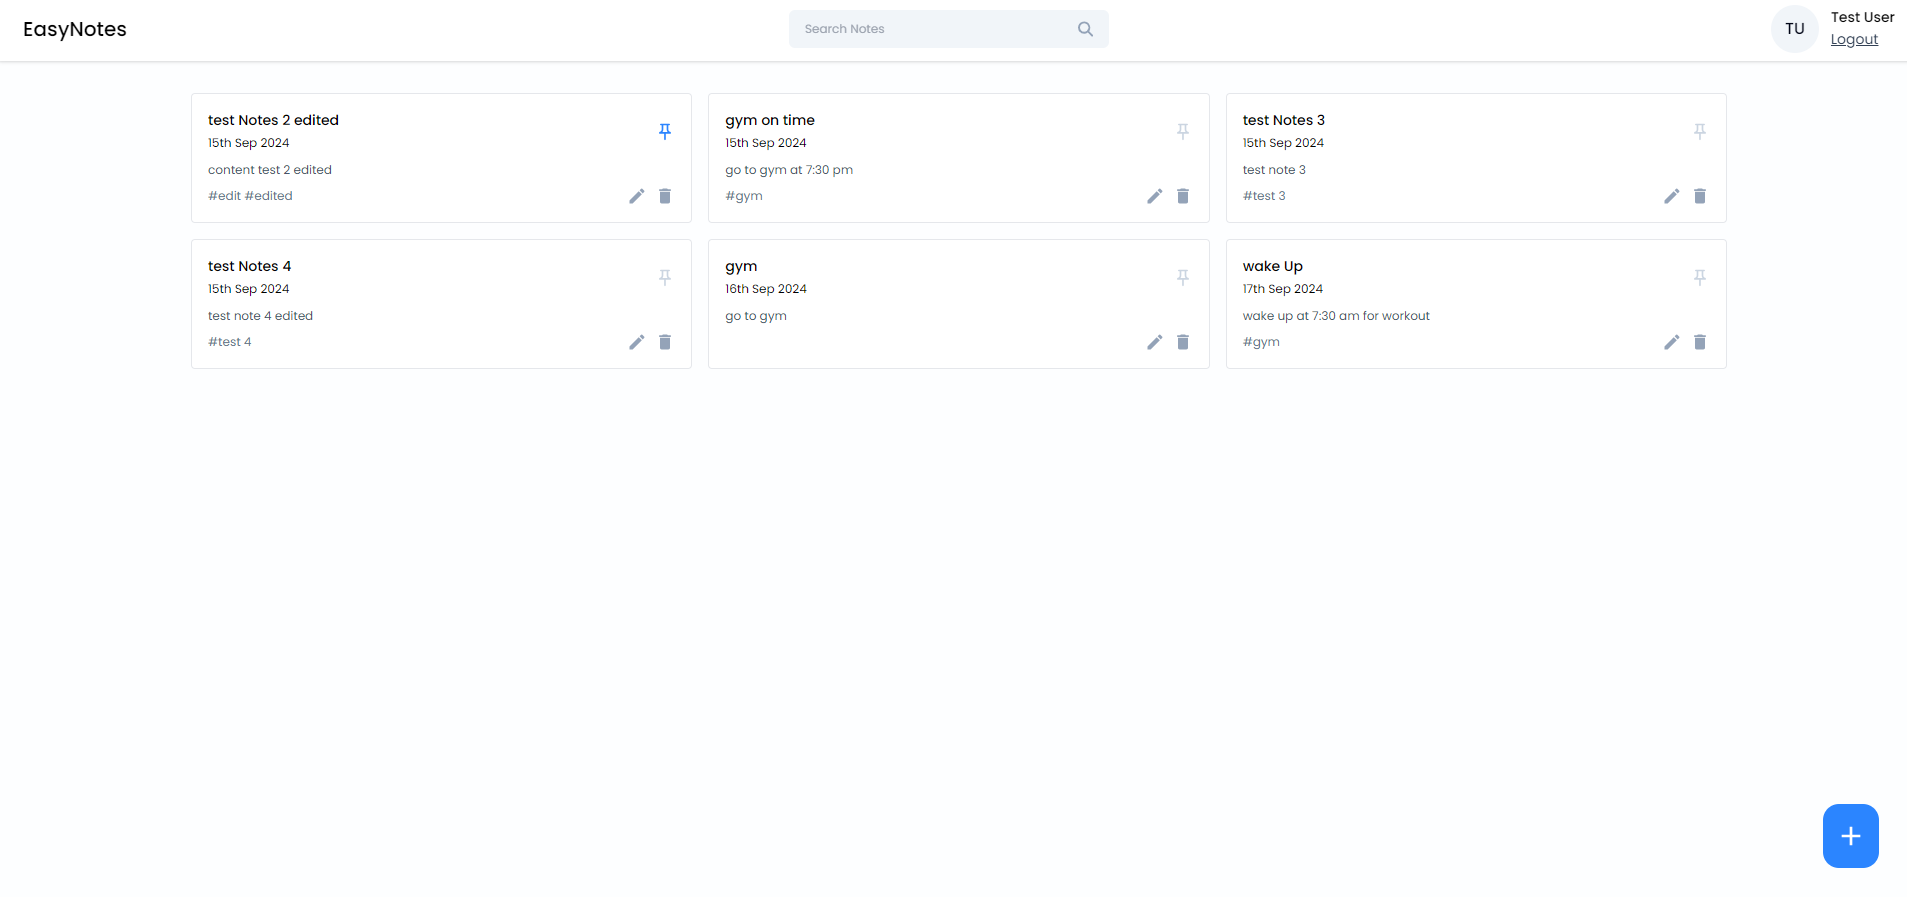 EasyNotes
Search Notes
TU
Test User
Logout
test Notes 2 edited
15th Sep 2024
content test 2 edited
#edit #edited
gym on time
15th Sep 2024
go to gym at 7:30 pm
#gym
test Notes 3
15th Sep 2024
test note 3
#test 3
test Notes 4
15th Sep 2024
test note 4 edited
#test 4
gym
16th Sep 2024
go to gym
wake Up
17th Sep 2024
wake up at 7:30 am for workout
#gym